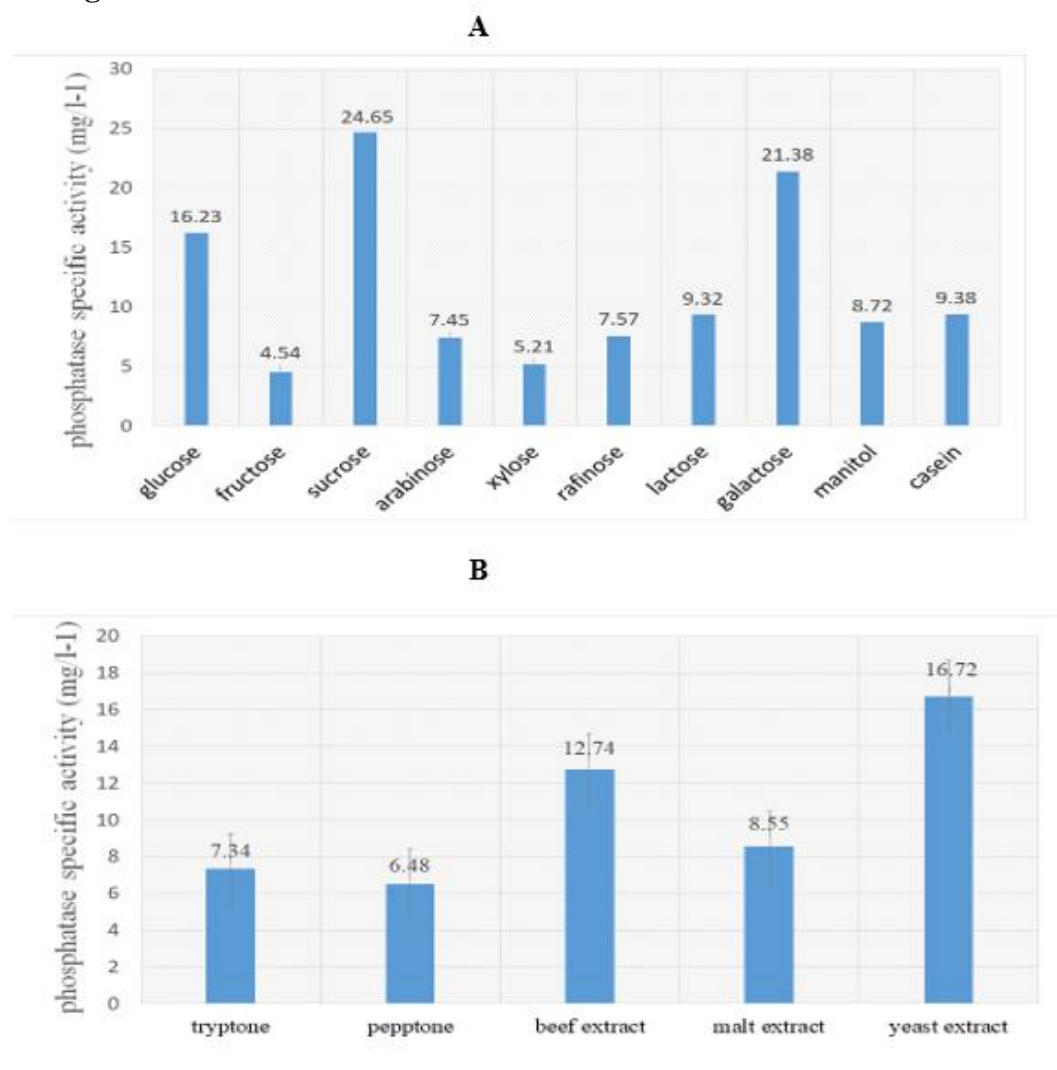 A
phosphatase specific activity (mg/l-1)
30
25
20
15
10
5
0
16.23
4.54
24.65
7.45
5.21
7.57
9.32
21.38
8.72
9.38
glucose
fructose
sucrose
arabinose
xylose
rafinose
lactose
galactose
manitol
casein
B
phosphatase specific activity (mg/l-1)
20
18
16
14
12
10
8
6
4
2
0
7.34
6.48
12.74
8.55
16.72
tryptone
pepptone
beef extract
malt extract
yeast extract